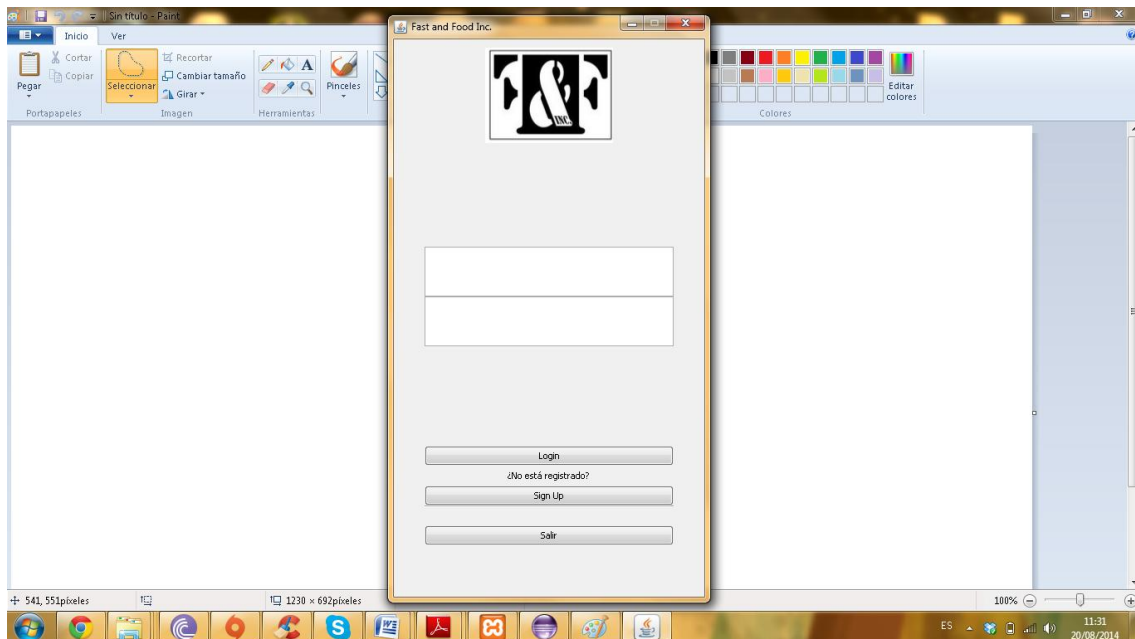 Sin título - Paint
Inicio Ver
Pegar
Cortar
Copiar
Portapapeles
Seleccionar
Recortar
Cambiar tamaño
Girar
Imagen
A
Herramientas
Pinceles
Editar
colores
Colores
Fast and Food Inc.
F&F
INC.
Login
¿No está registrado?
Sign Up
Salir
541, 551píxeles
1230 × 692píxeles
100%
ES
11:31
20/08/2014